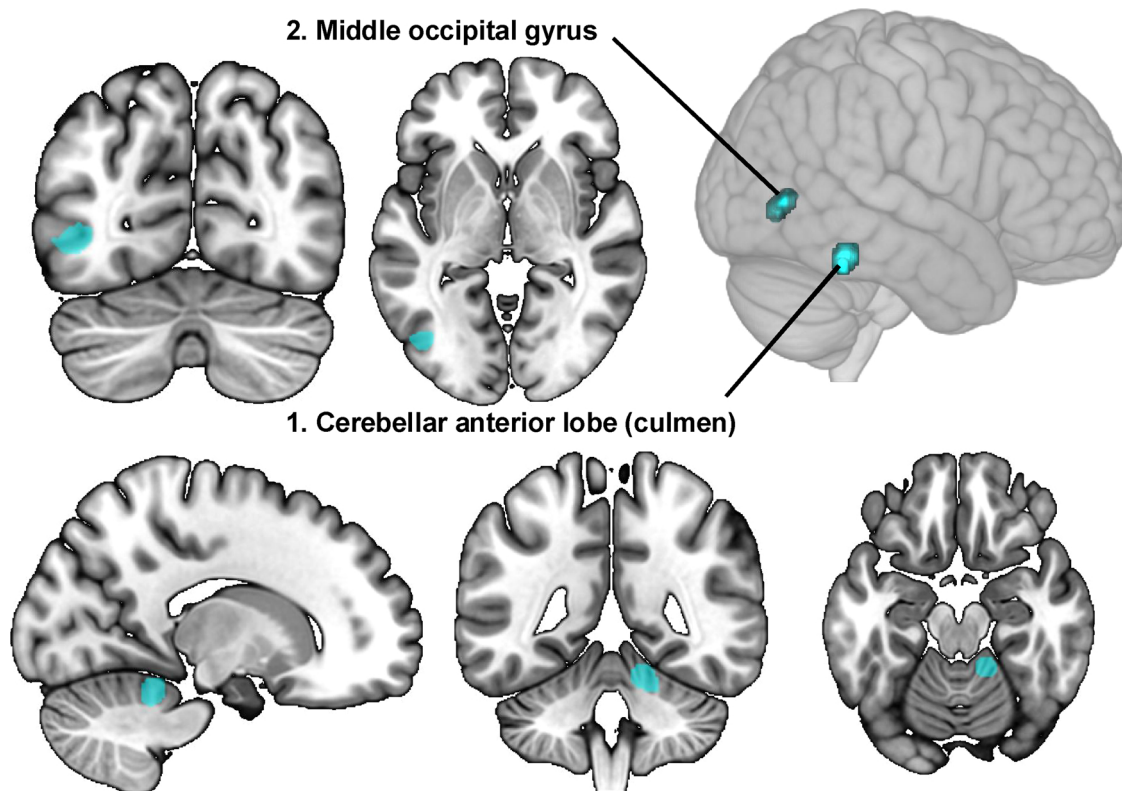 2. Middle occipital gyrus
1. Cerebellar anterior lobe (culmen)